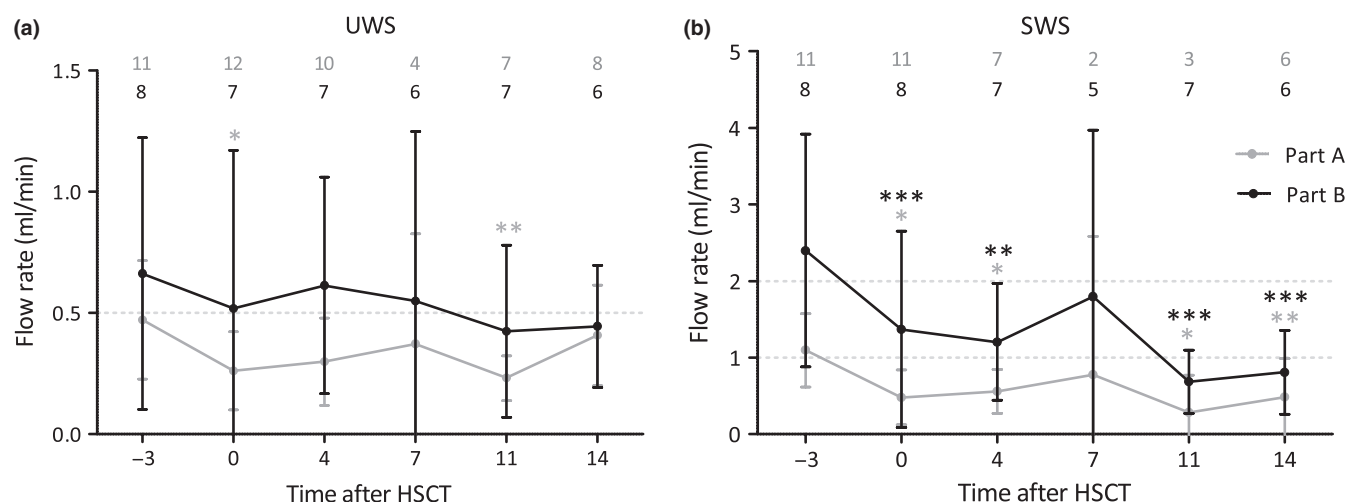 (a)
UWS
11 12 10 4 7 8
8 7 7 6 7 6
1.5
1.0
0.5
0.0
Flow rate (ml/min)
*
**
–3 0 4 7 11 14
Time after HSCT
(b)
SWS
11 11 7 2 3 6
8 8 7 5 7 6
5
4
3
2
1
0
Flow rate (ml/min)
***
*
**
*
***
*
***
**
–3 0 4 7 11 14
Time after HSCT
Part A
Part B